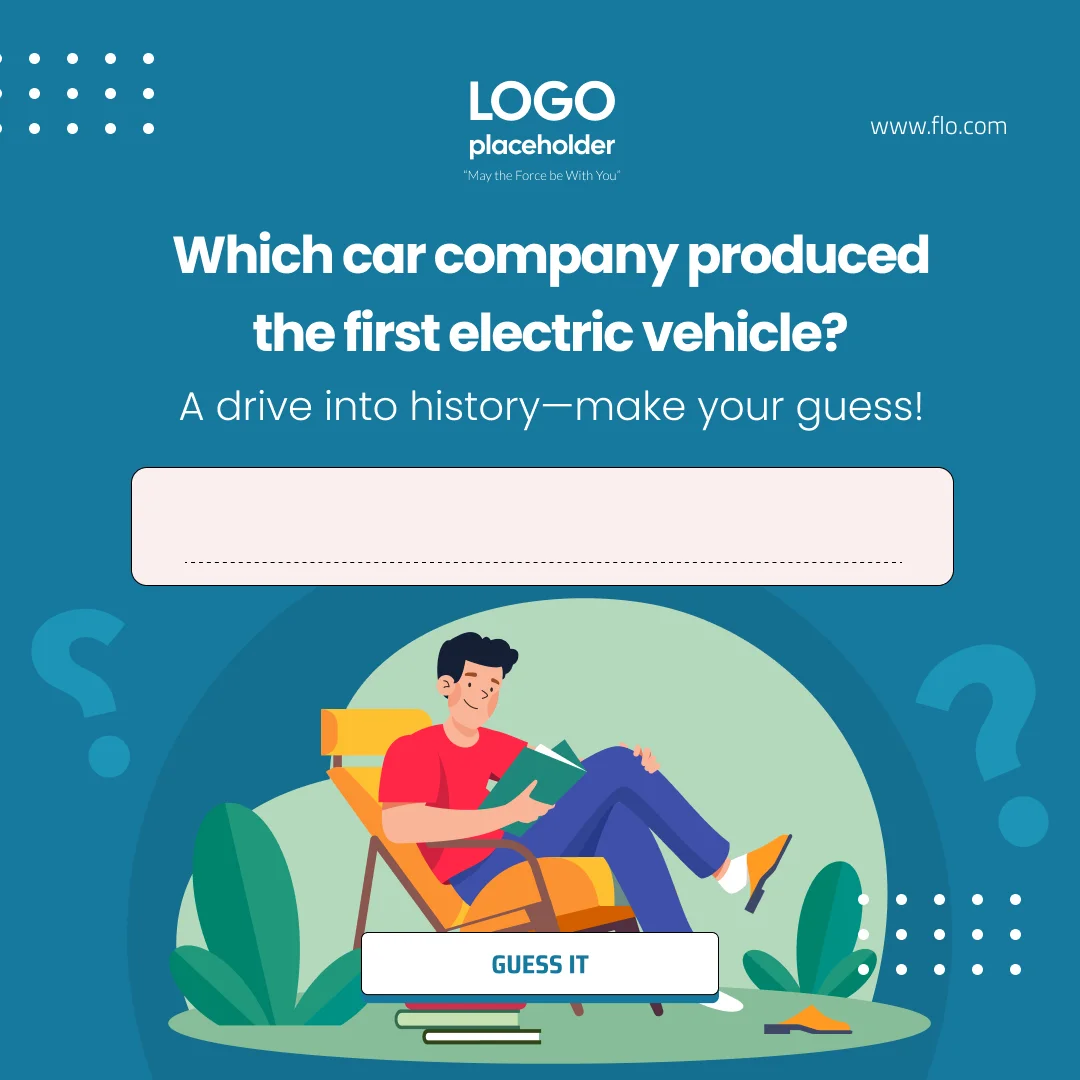 LOGO
placeholder
"May the Force be With You"
www.flo.com
Which car company produced
the first electric vehicle?
A drive into history—make your guess!
GUESS IT